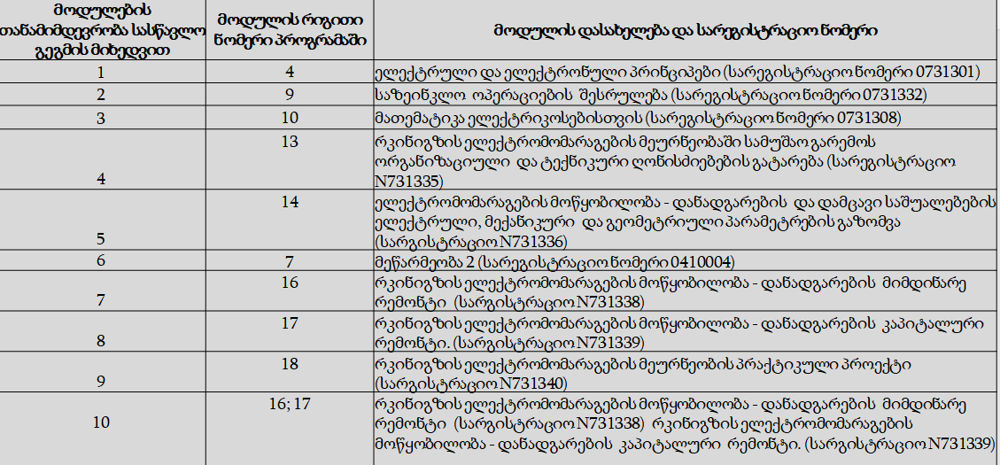 მოდულების
თანამიმდევრობა სასწავლო
გეგმის მიხედვით
მოდულის რიგითი
ნომერი პროგრამაში
მოდულის დასახელება და სარეგისტრაციო ნომერი
1
4
ელექტრული და ელექტრონული პრინციპები (სარეგისტრაციო ნომერი 0731301)
2
9
საზეინკლო ოპერაციების შესრულება (სარეგისტრაციო ნომერი 0731332)
3
10
მათემატიკა ელექტრიკოსებისთვის (სარეგისტრაციო ნომერი 0731308)
4
13
რკინიგზის ელექტრომომარაგების მეურნეობაში სამუშაო გარემოს
ორგანიზაციული და ტექნიკური ღონისძიებების გატარება (სარეგისტრაციო
N731335)
5
14
ელექტრომომარაგების მოწყობილობა - დანადგარების და დამცავი საშუალებების
ელექტრული, მექანიკური და გეომეტრიული პარამეტრების გაზომვა
(სარგისტრაციო N731336)
6
7
მეწარმეობა 2 (სარეგისტრაციო ნომერი 0410004)
7
16
რკინიგზის ელექტრომომარაგების მოწყობილობა - დანადგარების მიმდინარე
რემონტი (სარგისტრაციო N731338)
8
17
რკინიგზის ელექტრომომარაგების მოწყობილობა - დანადგარების კაპიტალური
რემონტი. (სარგისტრაციო N731339)
9
18
რკინიგზის ელექტრომომარაგების მეურნეობის პრაქტიკული პროექტი
(სარგისტრაციო N731340)
10
16; 17
რკინიგზის ელექტრომომარაგების მოწყობილობა - დანადგარების მიმდინარე
რემონტი (სარგისტრაციო N731338) რკინიგზის ელექტრომომარაგების
მოწყობილობა - დანადგარების კაპიტალური რემონტი. (სარგისტრაციო N731339)